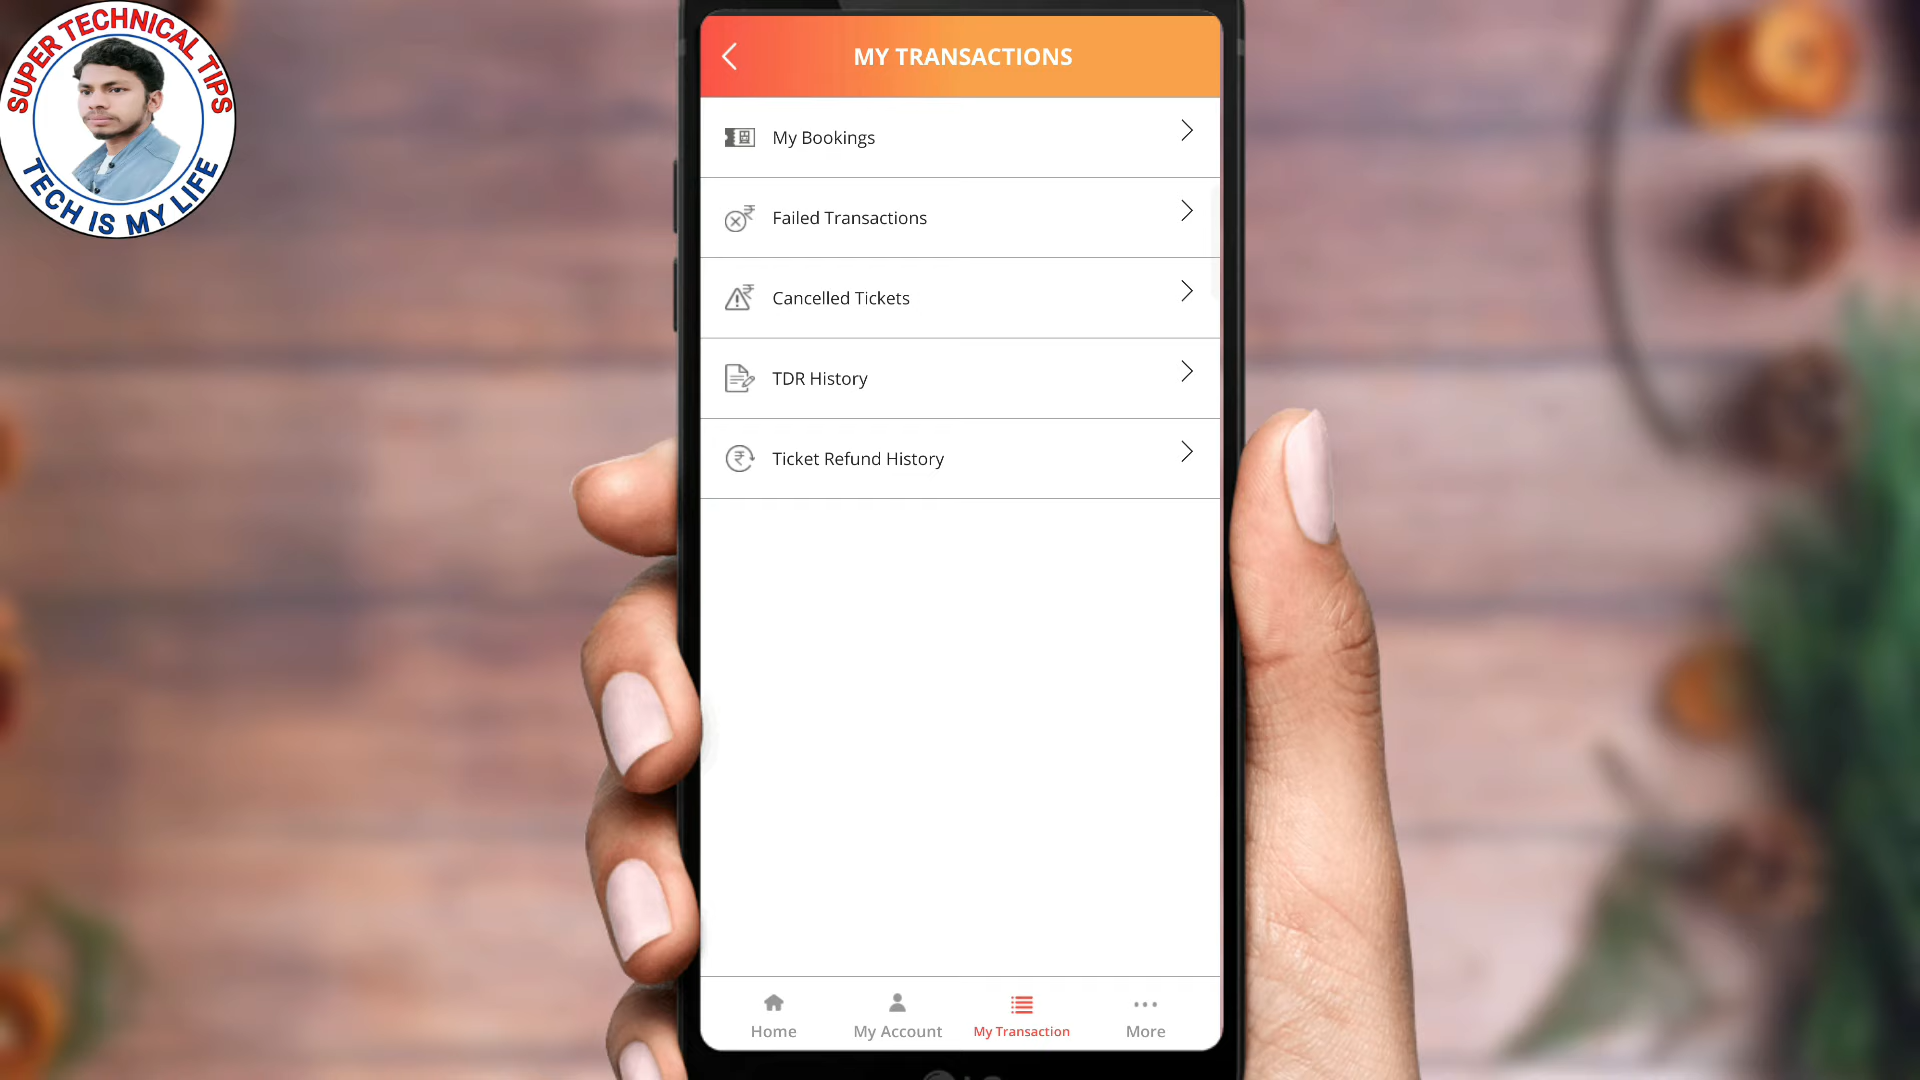 SUPER TECHNICAL TIPS
TECH IS MY LIFE
MY TRANSACTIONS
My Bookings
Failed Transactions
Cancelled Tickets
TDR History
Ticket Refund History
Home
My Account
My Transaction
More